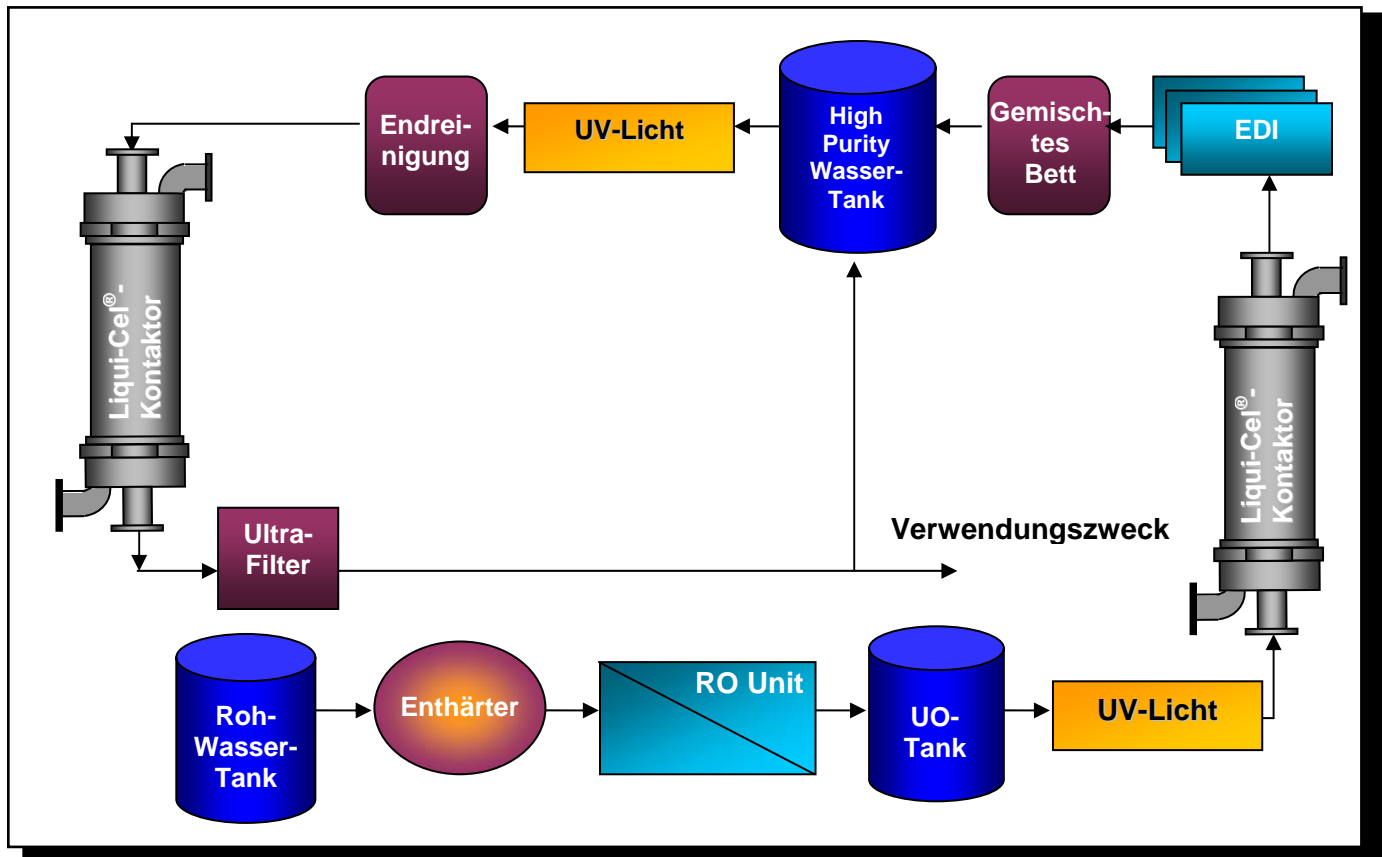 Endrei-
nigung
UV-Licht
High
Purity
Wasser-
Tank
Gemisch-
tes
Bett
EDI
Liqui-Cel®-
Kontaktor
Liqui-Cel®-
Kontaktor
Ultra-
Filter
Verwendungszweck
Roh-
Wasser-
Tank
Enthärter
RO Unit
UO-
Tank
UV-Licht